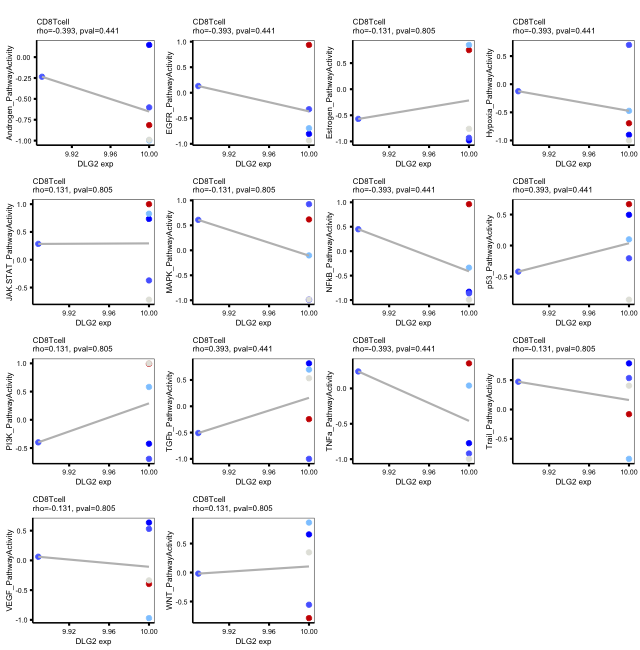 CD8Tcell
rho=-0.393, pval=0.441
Androgen_PathwayActivity
0.00
-0.25
-0.50
-0.75
-1.00
9.92
9.96
10.00
DLG2 exp
CD8Tcell
rho=-0.393, pval=0.441
EGFR_PathwayActivity
1.0
0.5
0.0
-0.5
-1.0
9.92
9.96
10.00
DLG2 exp
CD8Tcell
rho=-0.131, pval=0.805
Estrogen_PathwayActivity
0.5
0.0
-0.5
-1.0
9.92
9.96
10.00
DLG2 exp
CD8Tcell
rho=-0.393, pval=0.441
Hypoxia_PathwayActivity
0.5
0.0
-0.5
-1.0
9.92
9.96
10.00
DLG2 exp
CD8Tcell
rho=0.131, pval=0.805
JAK.STAT_PathwayActivity
1.0
0.5
0.0
-0.5
9.92
9.96
10.00
DLG2 exp
CD8Tcell
rho=-0.131, pval=0.805
MAPK_PathwayActivity
1.0
0.5
0.0
-0.5
-1.0
9.92
9.96
10.00
DLG2 exp
CD8Tcell
rho=-0.393, pval=0.441
NFkB_PathwayActivity
1.0
0.5
0.0
-0.5
-1.0
9.92
9.96
10.00
DLG2 exp
CD8Tcell
rho=0.393, pval=0.441
p53_PathwayActivity
0.5
0.0
-0.5
9.92
9.96
10.00
DLG2 exp
CD8Tcell
rho=0.131, pval=0.805
PI3K_PathwayActivity
1.0
0.5
0.0
-0.5
9.92
9.96
10.00
DLG2 exp
CD8Tcell
rho=0.393, pval=0.441
TGFb_PathwayActivity
0.5
0.0
-0.5
-1.0
9.92
9.96
10.00
DLG2 exp
CD8Tcell
rho=-0.393, pval=0.441
TNFa_PathwayActivity
0.0
-0.5
-1.0
9.92
9.96
10.00
DLG2 exp
CD8Tcell
rho=-0.131, pval=0.805
Trail_PathwayActivity
0.5
0.0
-0.5
9.92
9.96
10.00
DLG2 exp
CD8Tcell
rho=-0.131, pval=0.805
VEGF_PathwayActivity
0.5
0.0
-0.5
-1.0
9.92
9.96
10.00
DLG2 exp
CD8Tcell
rho=0.131, pval=0.805
WNT_PathwayActivity
0.5
0.0
-0.5
9.92
9.96
10.00
DLG2 exp